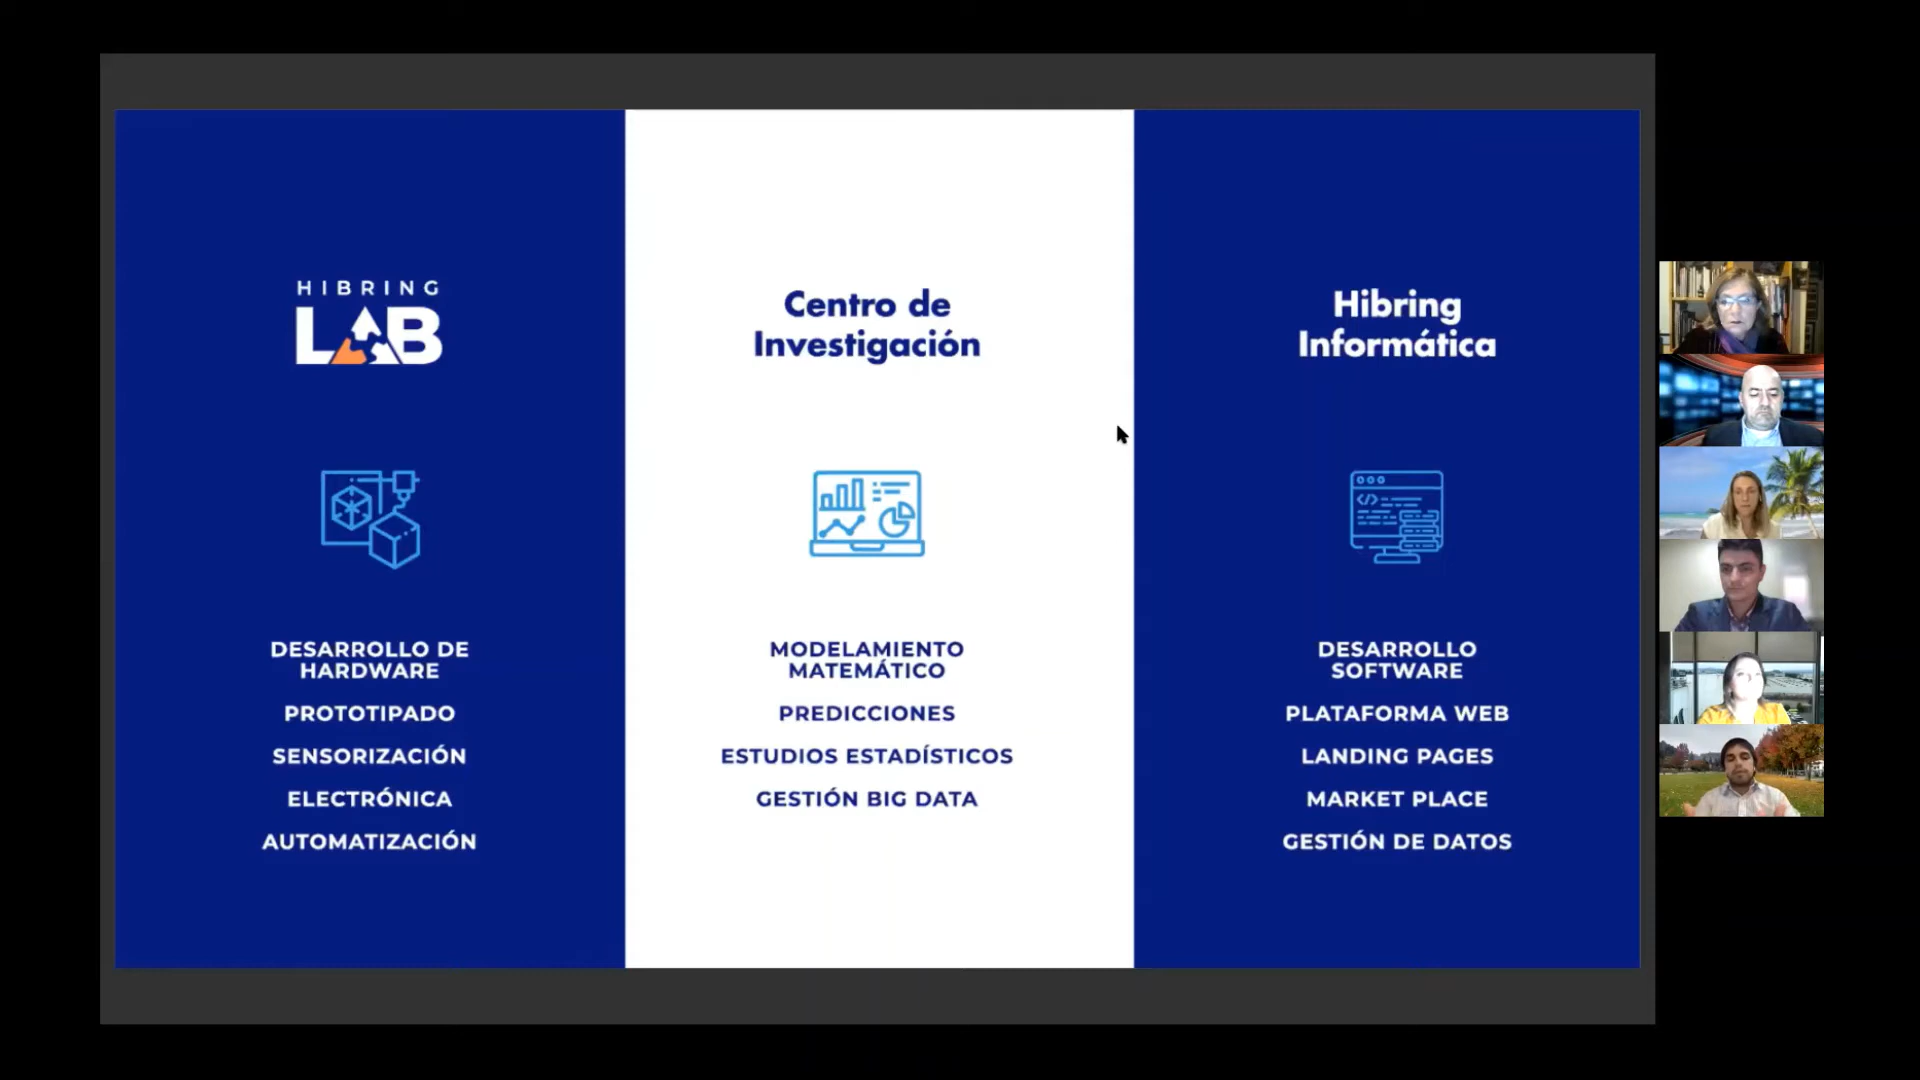 HIBRING
LAB
DESARROLLO DE
HARDWARE
PROTOTIPADO
SENSORIZACIÓN
ELECTRÓNICA
AUTOMATIZACIÓN
Centro de
Investigación
MODELAMIENTO
MATEMÁTICO
PREDICCIONES
ESTUDIOS ESTADÍSTICOS
GESTIÓN BIG DATA
Hibring
Informática
</>
DESARROLLO
SOFTWARE
PLATAFORMA WEB
LANDING PAGES
MARKET PLACE
GESTIÓN DE DATOS